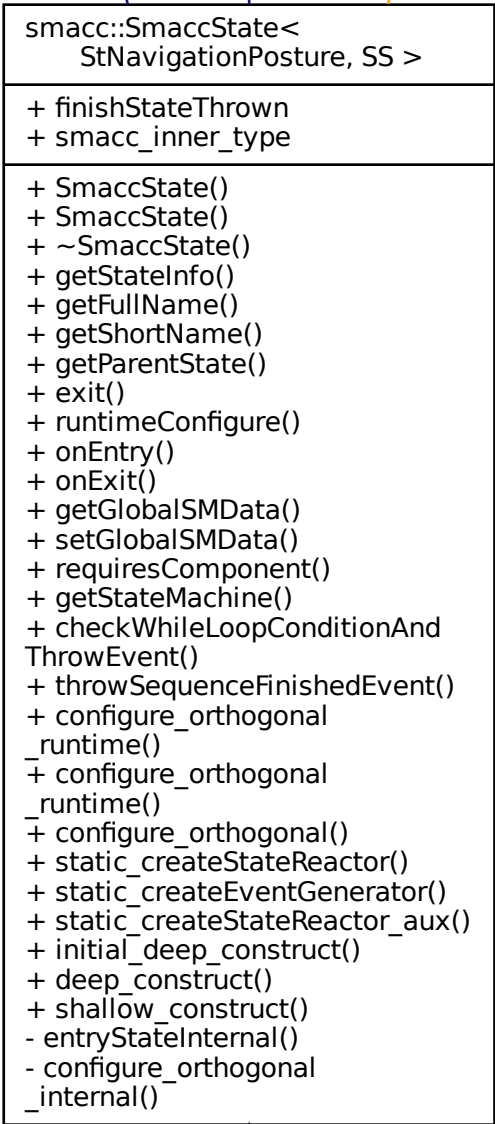 smacc::SmaccState<
StNavigationPosture, SS >
+ finishStateThrown
+ smacc_inner_type
+ SmaccState()
+ SmaccState()
+ ~SmaccState()
+ getStateInfo()
+ getFullName()
+ getShortName()
+ getParentState()
+ exit()
+ runtimeConfigure()
+ onEntry()
+ onExit()
+ getGlobalSMData()
+ setGlobalSMData()
+ requiresComponent()
+ getStateMachine()
+ checkWhileLoopConditionAnd
ThrowEvent()
+ throwSequenceFinishedEvent()
+ configure_orthogonal
_runtime()
+ configure_orthogonal
_runtime()
+ configure_orthogonal()
+ static_createStateReactor()
+ static_createEventGenerator()
+ static_createStateReactor_aux()
+ initial_deep_construct()
+ deep_construct()
+ shallow_construct()
- entryStateInternal()
- configure_orthogonal
_internal()